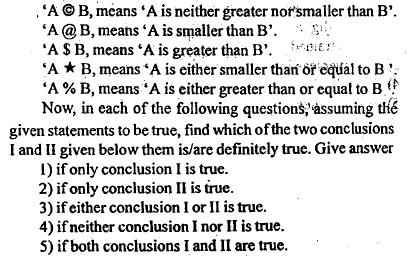 'A © B, means 'A is neither greater nor smaller than B'.
'A @ B, means 'A is smaller than B'.
'A $ B, means 'A is greater than B'.
'A ★ B, means 'A is either smaller than or equal to B'.
'A % B, means 'A is either greater than or equal to B'.
Now, in each of the following questions, assuming the
given statements to be true, find which of the two conclusions
I and II given below them is/are definitely true. Give answer
1) if only conclusion I is true.
2) if only conclusion II is true.
3) if either conclusion I or II is true.
4) if neither conclusion I nor II is true.
5) if both conclusions I and II are true.